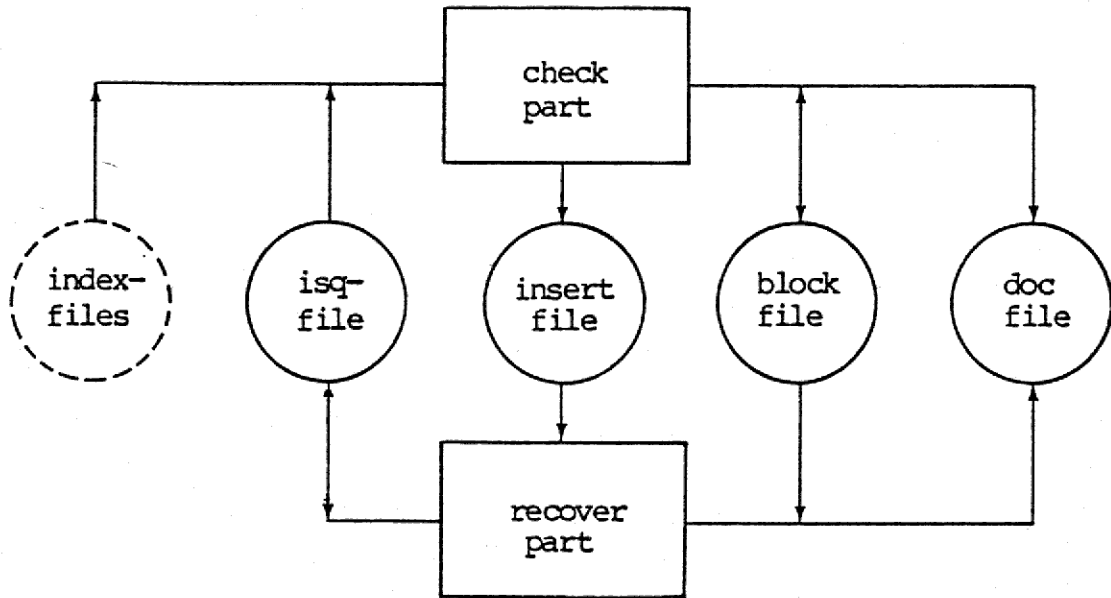 check
part
index-
files
isq-
file
insert
file
block
file
doc
file
recover
part